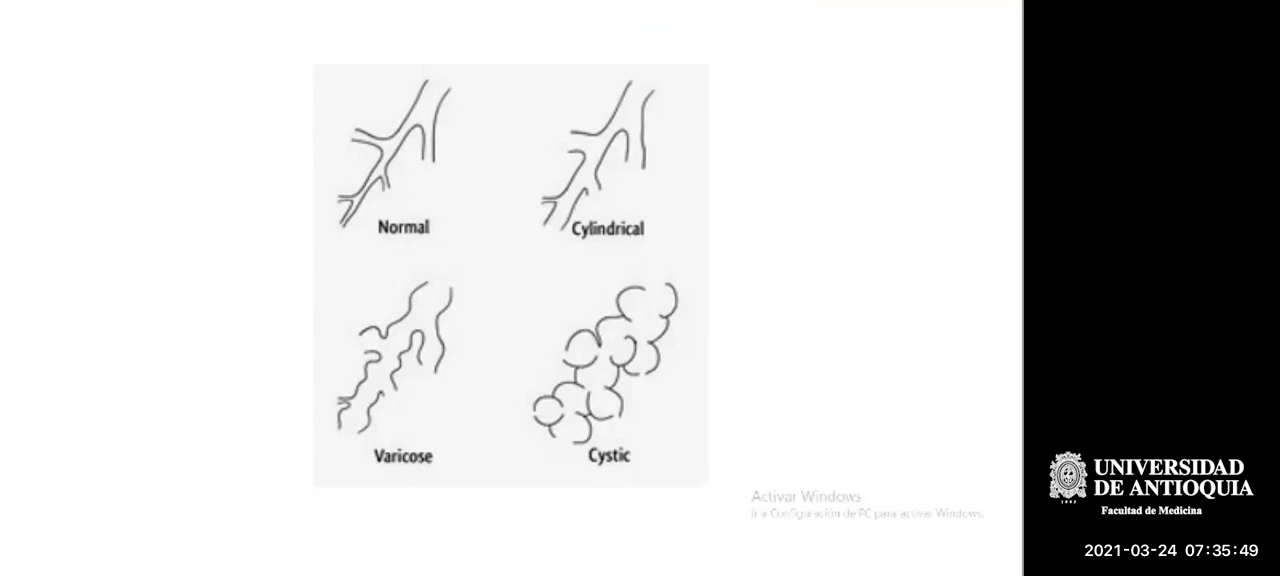 Normal
Cylindrical
Varicose
Cystic
Activar Windows
Ir a Configuración de PC para activar Windows.
UNIVERSIDAD
DE ANTIOQUIA
1803
Facultad de Medicina
2021-03-24 07:35:49